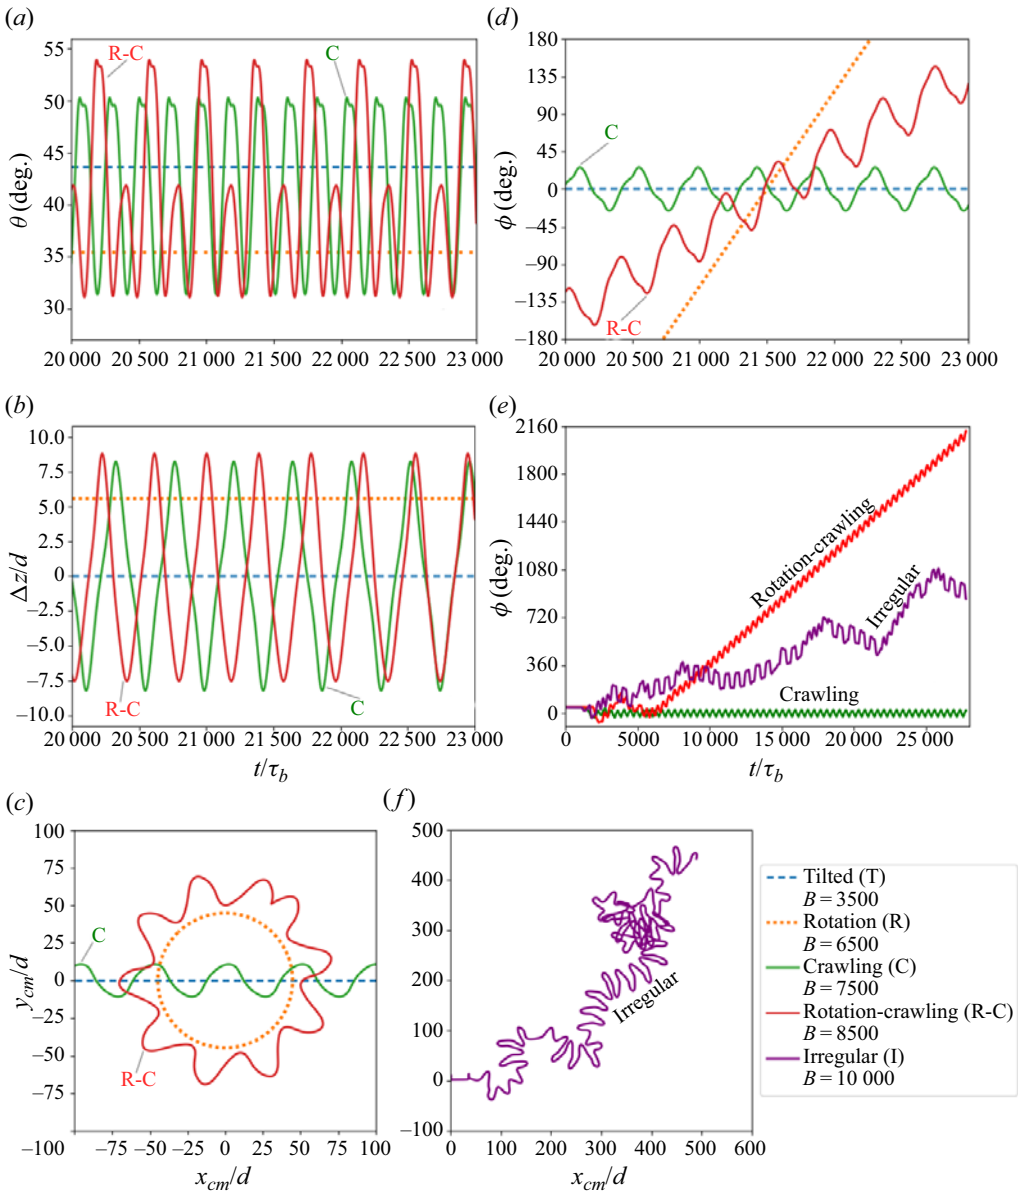 (a)
55
50
45
40
35
30
θ (deg.)
R-C
C
20 000
21 000
22 000
23 000
(d)
180
135
90
45
0
−45
−90
−135
−180
ϕ (deg.)
C
R-C
20 000
20 500
21 000
21 500
22 000
22 500
23 000
(b)
10.0
7.5
5.0
2.5
0
−2.5
−5.0
−7.5
−10.0
Δz/d
R-C
C
20 000
20 500
21 000
21 500
22 000
22 500
23 000
t/τb
(e)
2160
1800
1440
1080
720
360
0
ϕ (deg.)
Rotation-crawling
Irregular
Crawling
0
5000
10 000
15 000
20 000
25 000
t/τb
(c)
100
75
50
25
0
−25
−50
−75
−100
ycm/d
C
R-C
−75
−50
−25
0
25
50
75
100
xcm/d
(f)
500
400
300
200
100
0
−100
Irregular
0
100
200
300
400
500
600
xcm/d
Tilted (T)
B = 3500
Rotation (R)
B = 6500
Crawling (C)
B = 7500
Rotation-crawling (R-C)
B = 8500
Irregular (I)
B = 10 000